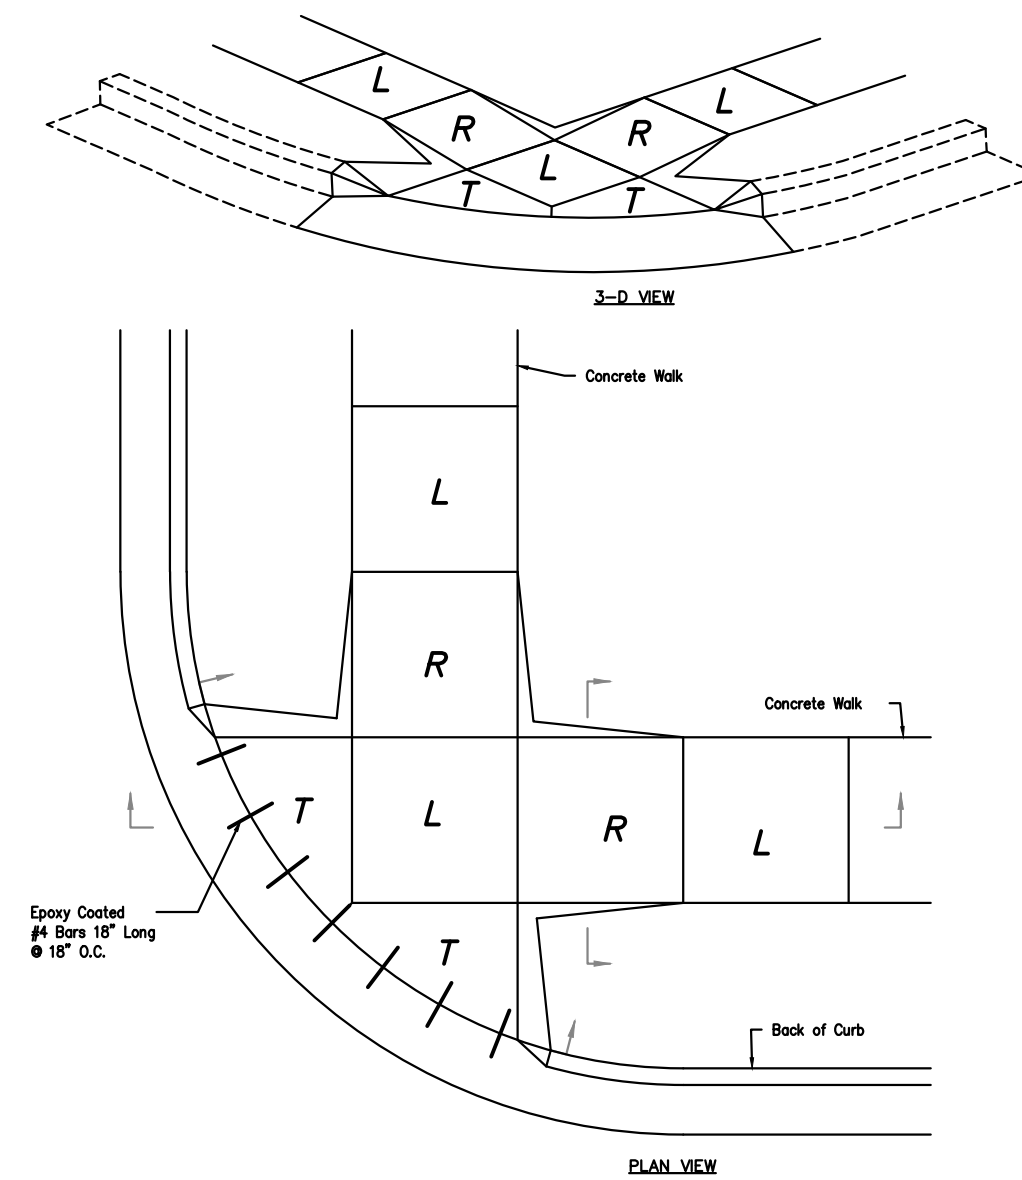 L
L
R
R
L
T
T
3-D VIEW
Concrete Walk
L
R
Concrete Walk
T
L
R
L
Epoxy Coated
#4 Bars 18" Long
@ 18" O.C.
T
Back of Curb
PLAN VIEW